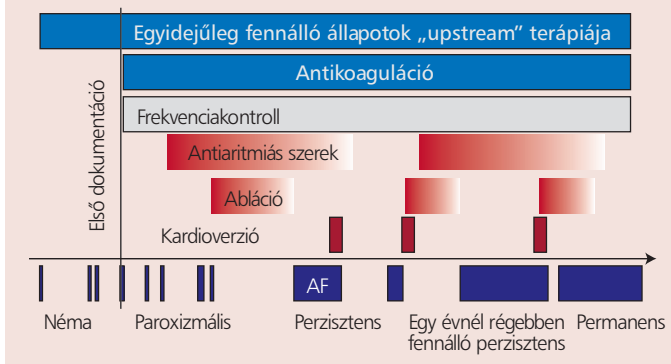 Egyidejűleg fennálló állapotok „upstream” terápiája
Antikoaguláció
Frekvenciakontroll
Első dokumentáció
Antiaritmiás szerek
Abláció
Kardioverzió
AF
Néma
Paroxizmális
Perzisztens
Egy évnél régebben
fennálló perzisztens
Permanens